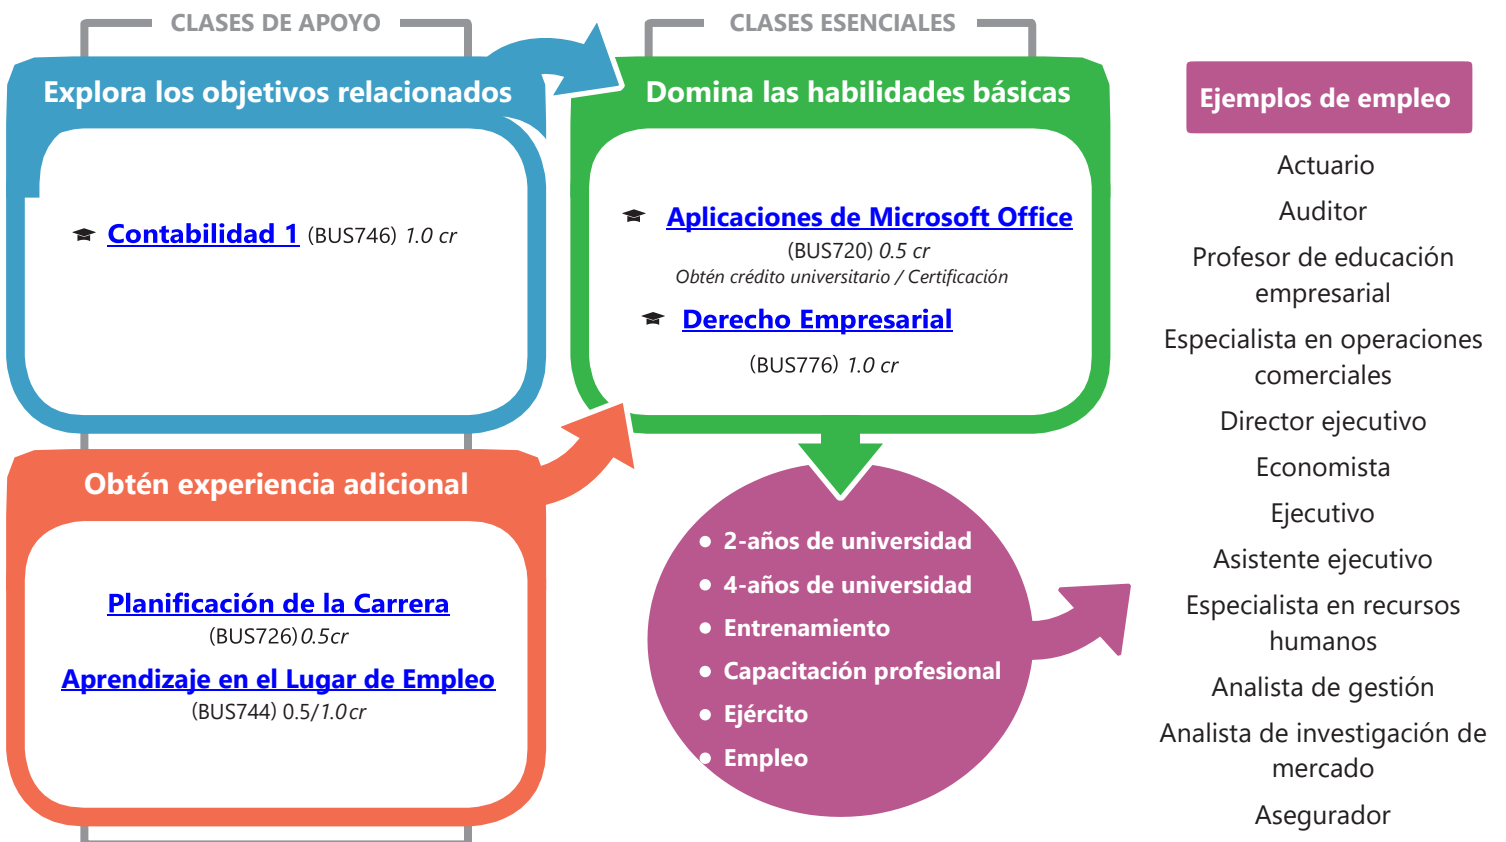 CLASES DE APOYO
Explora los objetivos relacionados
Contabilidad 1 (BUS746) 1.0 cr
Obtén experiencia adicional
Planificación de la Carrera
(BUS726) 0.5cr
Aprendizaje en el Lugar de Empleo
(BUS744) 0.5/1.0 cr
CLASES ESENCIALES
Domina las habilidades básicas
Aplicaciones de Microsoft Office
(BUS720) 0.5 cr
Obtén crédito universitario / Certificación
Derecho Empresarial
(BUS776) 1.0 cr
• 2-años de universidad
• 4-años de universidad
• Entrenamiento
• Capacitación profesional
• Ejército
• Empleo
Ejemplos de empleo
Actuario
Auditor
Profesor de educación
empresarial
Especialista en operaciones
comerciales
Director ejecutivo
Economista
Ejecutivo
Asistente ejecutivo
Especialista en recursos
humanos
Analista de gestión
Analista de investigación de
mercado
Asegurador